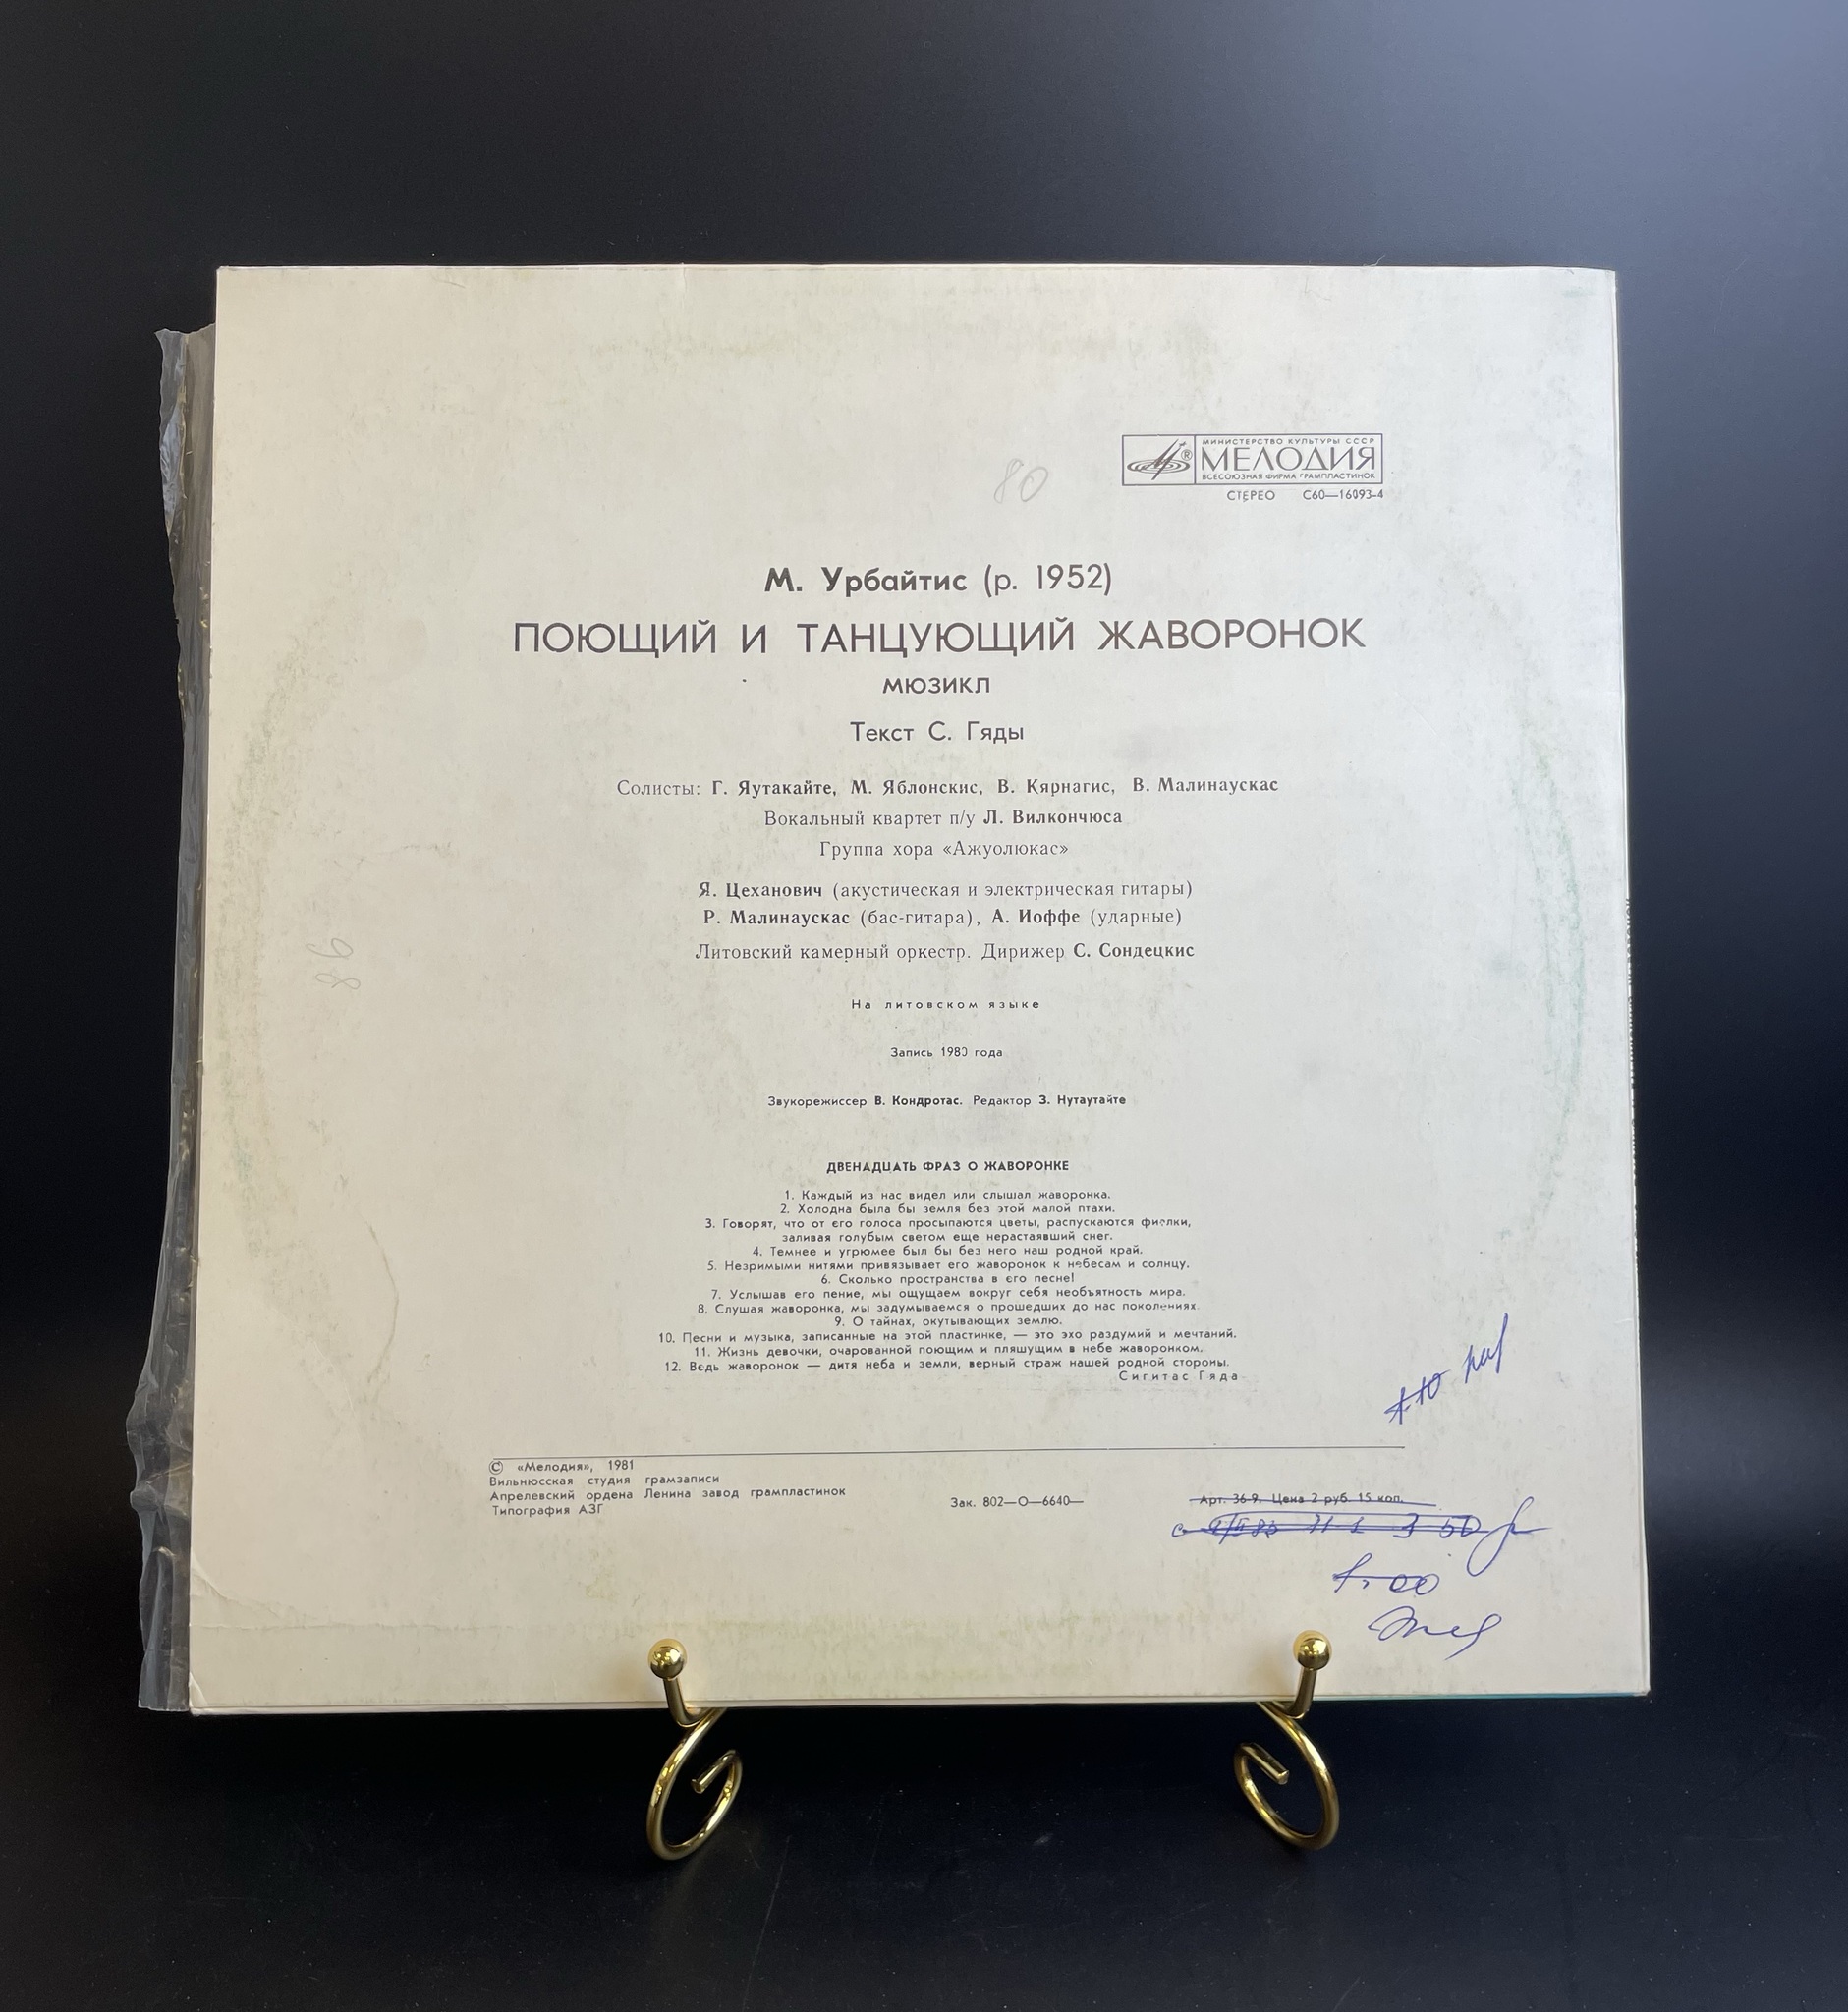 МИНИСТЕРСТВО КУЛЬТУРЫ СССР
МЕЛОДИЯ
ВСЕСОЮЗНАЯ ФИРМА ГРАМПЛАСТИНОК
СТЕРЕО С60—16093-4
80
М. Урбайтис (р. 1952)
ПОЮЩИЙ И ТАНЦУЮЩИЙ ЖАВОРОНОК
МЮЗИКЛ
Текст С. Гяды
Солисты: Г. Яутакайте, М. Яблонскис, В. Кярнагис, В. Малинаускас
Вокальный квартет п/у Л. Вилкончюса
Группа хора «Ажуолюкас»
Я. Цеханович (акустическая и электрическая гитары)
Р. Малинаускас (бас-гитара), А. Иоффе (ударные)
Литовский камерный оркестр. Дирижер С. Сондецкис
На литовском языке
Запись 1980 года
Звукорежиссер В. Кондротас. Редактор З. Нутаутайте
ДВЕНАДЦАТЬ ФРАЗ О ЖАВОРОНКЕ
1. Каждый из нас видел или слышал жаворонка.
2. Холодна была бы земля без этой малой птахи.
3. Говорят, что от его голоса просыпаются цветы, распускаются фиалки,
заливая голубым светом еще нерастаявший снег.
4. Темнее и угрюмее был бы без него наш родной край.
5. Незримыми нитями привязывает его жаворонок к небесам и солнцу.
6. Сколько пространства в его песне!
7. Услышав его пение, мы ощущаем вокруг себя необъятность мира.
8. Слушая жаворонка, мы задумываемся о прошедших до нас поколениях.
9. О тайнах, окутывающих землю.
10. Песни и музыка, записанные на этой пластинке, — это эхо раздумий и мечтаний.
11. Жизнь девочки, очарованной поющим и пляшущим в небе жаворонком.
12. Ведь жаворонок — дитя неба и земли, верный страж нашей родной стороны.
Сигитас Гяда
© «Мелодия», 1981
Вильнюсская студия грамзаписи
Апрелевский ордена Ленина завод грампластинок
Типография АЗГ
Зак. 802—О—6640—
Арт. 36-9. Цена 2 руб. 15 коп.
3 50
1.00